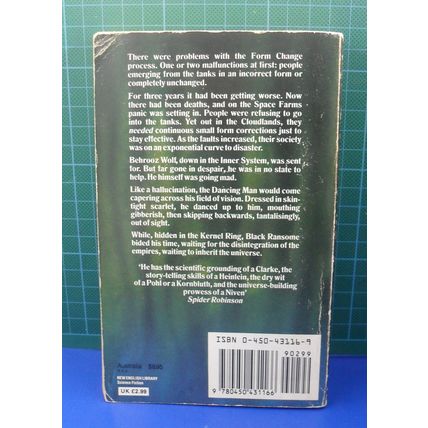 There were problems with the Form Change
process. One or two malfunctions at first: people
emerging from the tanks in an incorrect form or
completely unchanged.
For three years it had been getting worse. Now
there had been deaths, and on the Space Farms
panic was setting in. People were refusing to go
into the tanks. Yet out in the Cloudlands, they
needed continuous small form corrections just to
stay effective. As the faults increased, their society
was on an exponential curve to disaster.
Behrooz Wolf, down in the Inner System, was sent
for. But far gone in despair, he was in no state to
help. He himself was going mad.
Like a hallucination, the Dancing Man would come
capering across his field of vision. Dressed in skin-
tight scarlet, he danced up to him, mouthing
gibberish, then skipping backwards, tantalisingly,
out of sight.
While, hidden in the Kernel Ring, Black Ransome
bided his time, waiting for the disintegration of the
empires, waiting to inherit the universe.
'He has the scientific grounding of a Clarke, the
story-telling skills of a Heinlein, the dry wit
of a Pohl or a Kornbluth, and the universe-building
prowess of a Niven'
Spider Robinson
ISBN 0-450-43116-9
90299
9 780450 431166
Australia
NEW ENGLISH LIBRARY
Science Fiction
UK £2.99